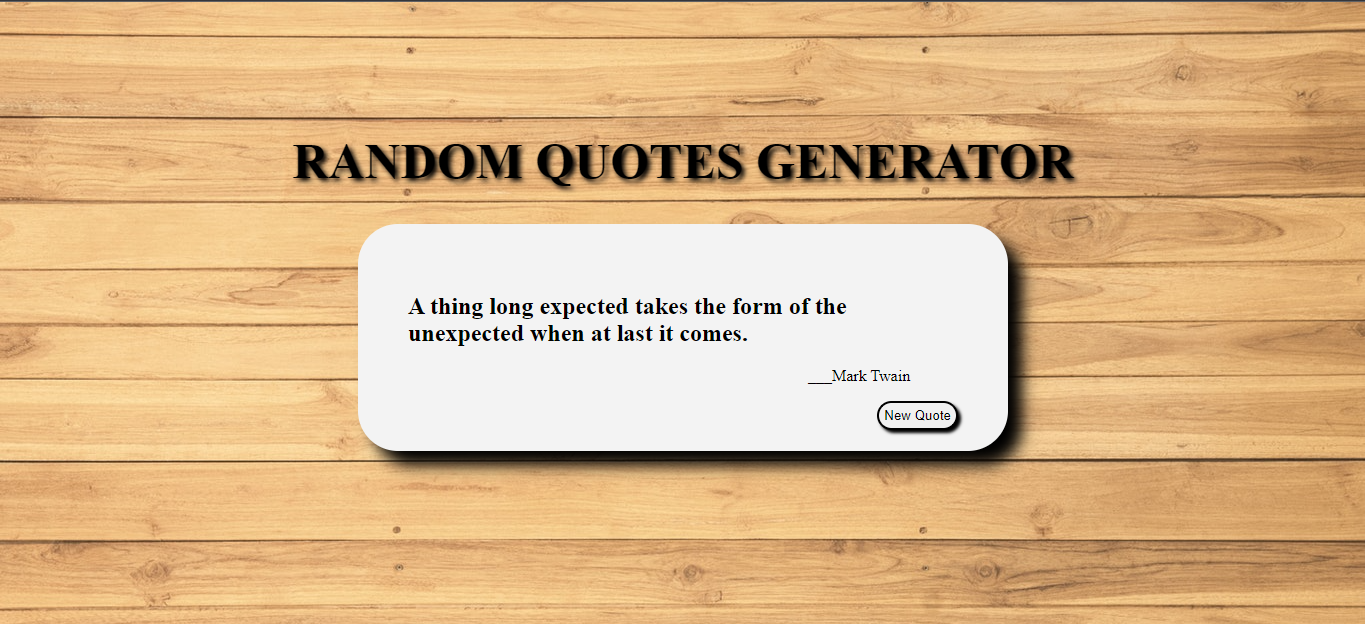 RANDOM QUOTES GENERATOR
A thing long expected takes the form of the
unexpected when at last it comes.
___Mark Twain
New Quote